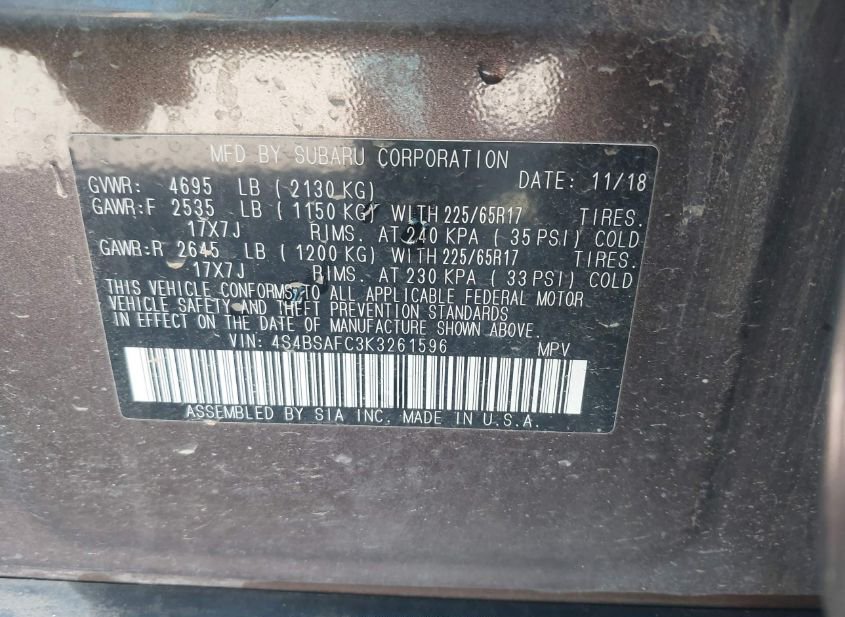 MFD BY SUBARU CORPORATION
DATE: 11/18
GVWR: 4695 LB ( 2130 KG)
GAWR:F 2535 LB ( 1150 KG) WITH 225/65R17 TIRES.
17X7J RIMS. AT 240 KPA ( 35 PSI) COLD
GAWR:R 2645 LB ( 1200 KG) WITH 225/65R17 TIRES.
17X7J RIMS. AT 230 KPA ( 33 PSI) COLD
THIS VEHICLE CONFORMS TO ALL APPLICABLE FEDERAL MOTOR
VEHICLE SAFETY AND THEFT PREVENTION STANDARDS
IN EFFECT ON THE DATE OF MANUFACTURE SHOWN ABOVE.
VIN: 4S4BSAFC3K3261596 MPV
ASSEMBLED BY SIA INC. MADE IN U.S.A.